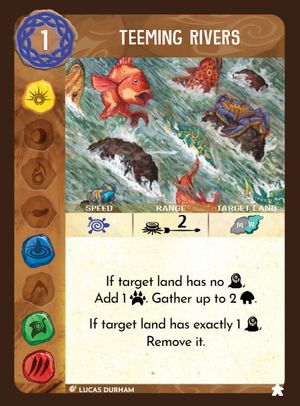 1
TEEMING RIVERS
SPEED RANGE TARGET LAND
2 M W
If target land has no ,
Add 1 . Gather up to 2 .
If target land has exactly 1 ,
Remove it.
LUCAS DURHAM